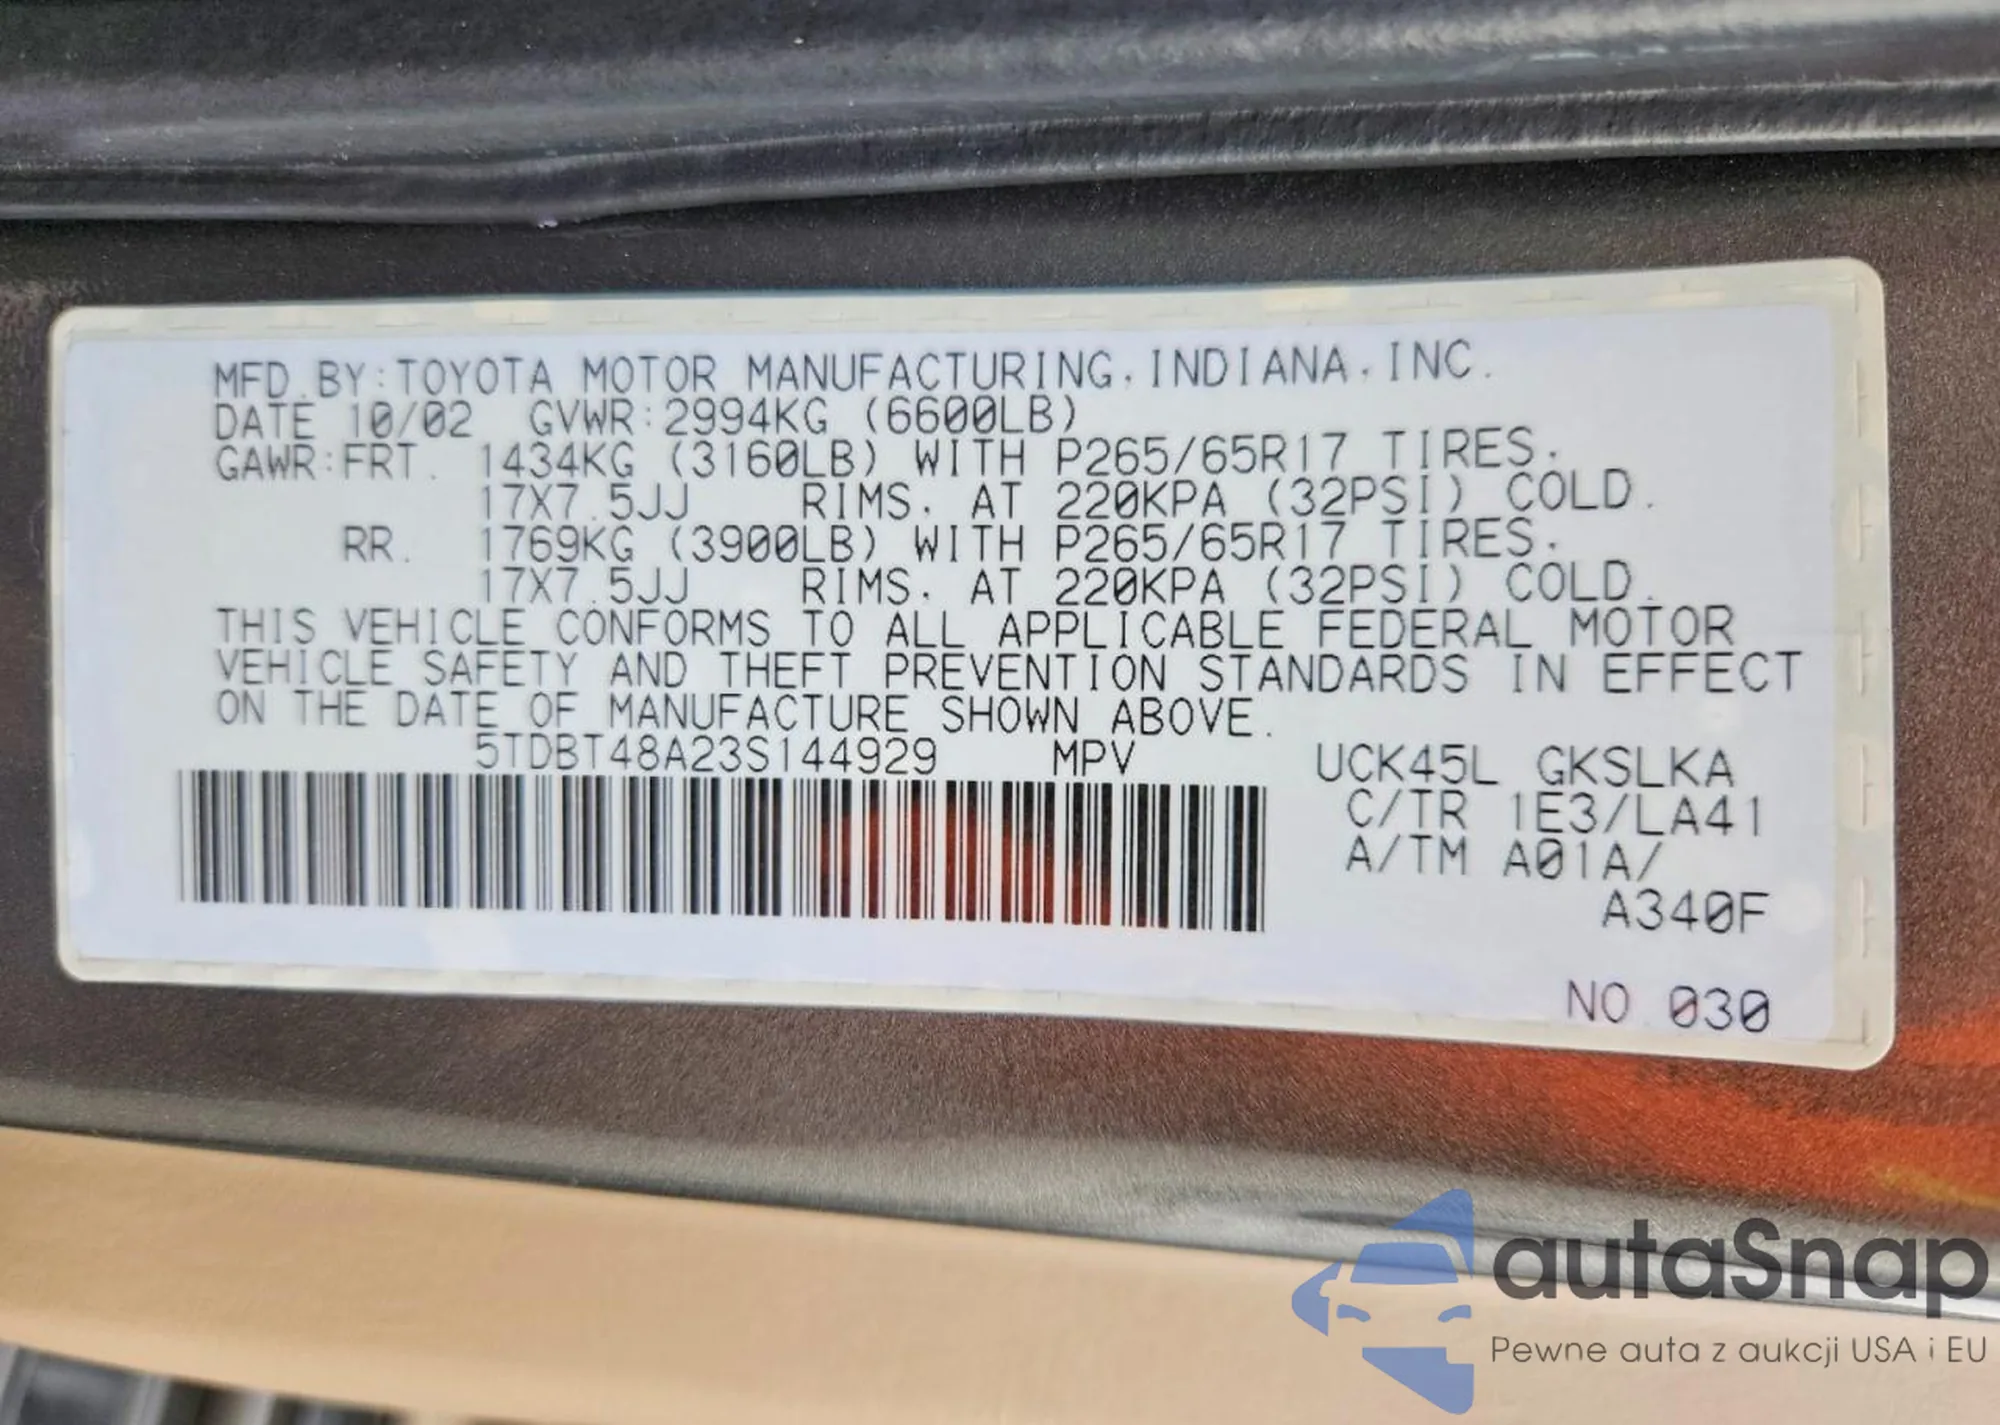 MFD.BY:TOYOTA MOTOR MANUFACTURING,INDIANA,INC.
DATE 10/02 GVWR:2994KG (6600LB)
GAWR:FRT. 1434KG (3160LB) WITH P265/65R17 TIRES.
17X7.5JJ RIMS. AT 220KPA (32PSI) COLD.
RR. 1769KG (3900LB) WITH P265/65R17 TIRES.
17X7.5JJ RIMS. AT 220KPA (32PSI) COLD.
THIS VEHICLE CONFORMS TO ALL APPLICABLE FEDERAL MOTOR
VEHICLE SAFETY AND THEFT PREVENTION STANDARDS IN EFFECT
ON THE DATE OF MANUFACTURE SHOWN ABOVE.
5TDBT48A23S144929 MPV UCK45L GKSLKA
C/TR 1E3/LA41
A/TM A01A/
A340F
NO.030
autaSnap
Pewne auta z aukcji USA i EU